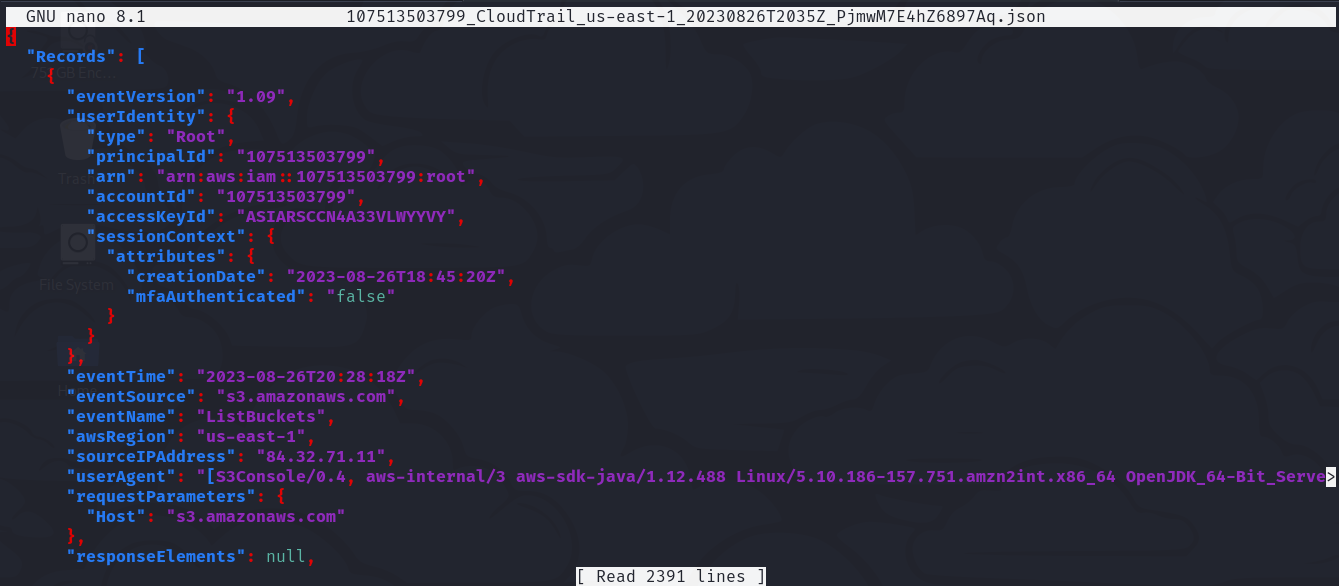 GNU nano 8.1 107513503799_CloudTrail_us-east-1_20230826T2035Z_PjmwM7E4hZ6897Aq.json
{
"Records": [
{
"eventVersion": "1.09",
"userIdentity": {
"type": "Root",
"principalId": "107513503799",
"arn": "arn:aws:iam::107513503799:root",
"accountId": "107513503799",
"accessKeyId": "ASIARSCCN4A33VLWYYVY",
"sessionContext": {
"attributes": {
"creationDate": "2023-08-26T18:45:20Z",
"mfaAuthenticated": "false"
}
}
},
"eventTime": "2023-08-26T20:28:18Z",
"eventSource": "s3.amazonaws.com",
"eventName": "ListBuckets",
"awsRegion": "us-east-1",
"sourceIPAddress": "84.32.71.11",
"userAgent": "[S3Console/0.4, aws-internal/3 aws-sdk-java/1.12.488 Linux/5.10.186-157.751.amzn2int.x86_64 OpenJDK_64-Bit_Serve>
"requestParameters": {
"Host": "s3.amazonaws.com"
},
"responseElements": null,
[ Read 2391 lines ]
File System